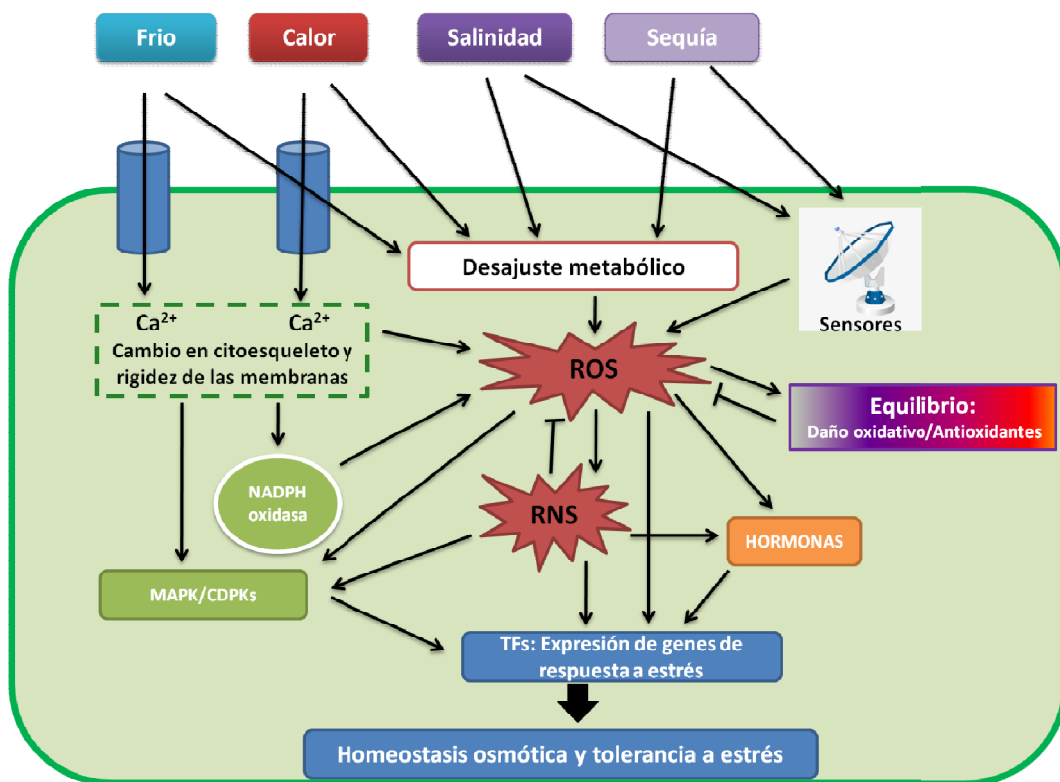 Frio
Calor
Salinidad
Sequía
Desajuste metabólico
Sensores
Ca²⁺
Ca²⁺
Cambio en citoesqueleto y
rigidez de las membranas
ROS
Equilibrio:
Daño oxidativo/Antioxidantes
NADPH
oxidasa
RNS
HORMONAS
MAPK/CDPKs
TFs: Expresión de genes de
respuesta a estrés
Homeostasis osmótica y tolerancia a estrés